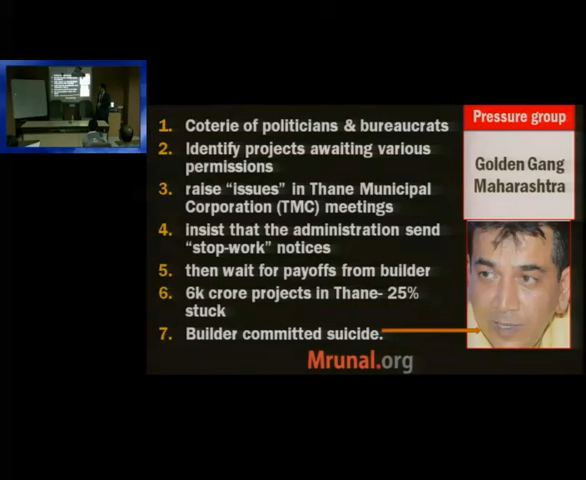 1. Coterie of politicians & bureaucrats
2. Identify projects awaiting various
permissions
3. raise “issues” in Thane Municipal
Corporation (TMC) meetings
4. insist that the administration send
“stop-work” notices
5. then wait for payoffs from builder
6. 6k crore projects in Thane- 25%
stuck
7. Builder committed suicide.
Pressure group
Golden Gang
Maharashtra
Mrunal.org